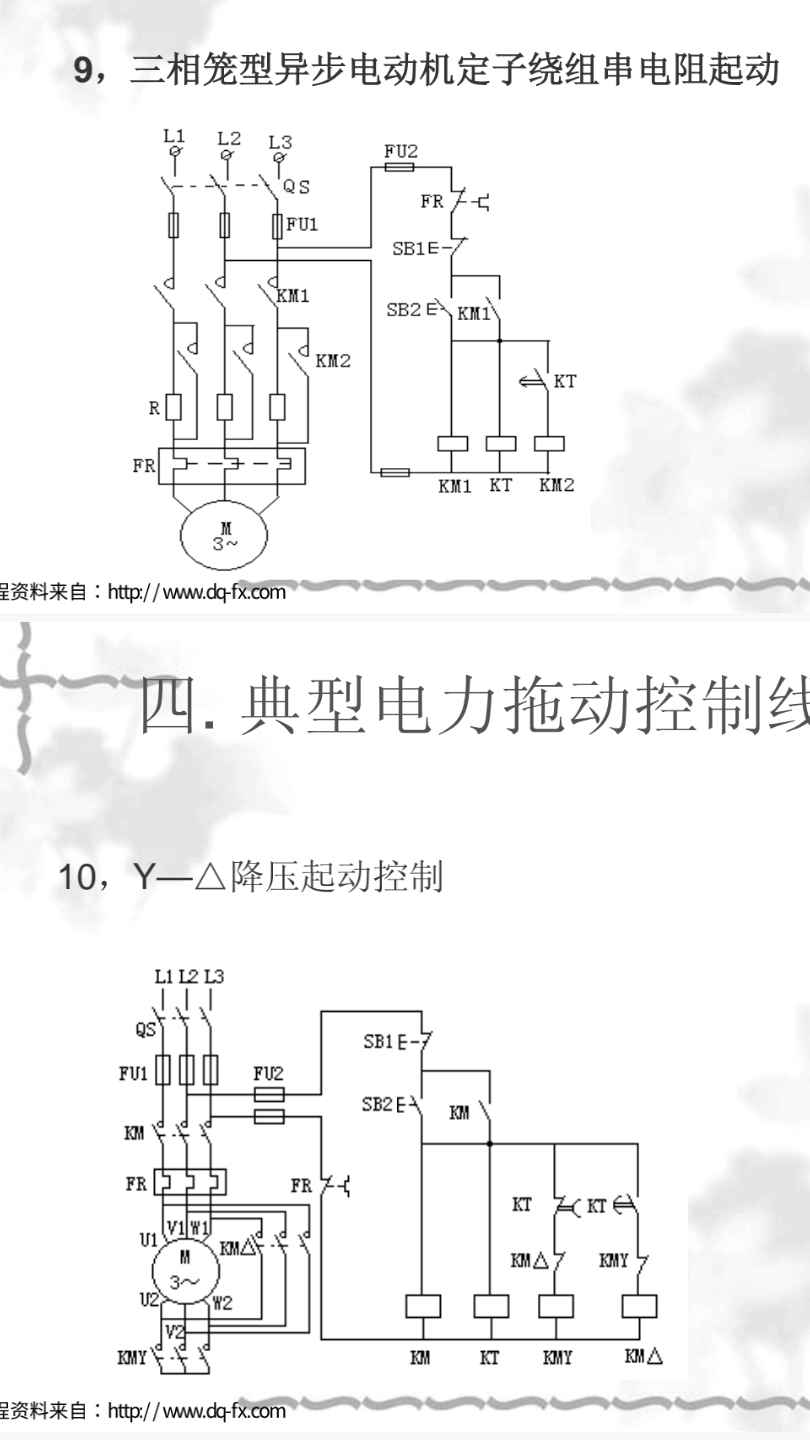 9，三相笼型异步电动机定子绕组串电阻起动
L1 L2 L3
QS
FU2
FR
FU1
SB1
KM1
SB2 KM1
KM2
KT
R
FR
KM1 KT KM2
M
3～
程资料来自：http://www.dq-fx.com
四. 典型电力拖动控制线
10，Y—△降压起动控制
L1 L2 L3
QS
SB1
FU1 FU2
SB2 KM
KM
FR FR
KT KT
V1 W1
U1 KM△
M
3～
KM△ KMY
U2 W2
V2
KMY
KM KT KMY KM△
程资料来自：http://www.dq-fx.com